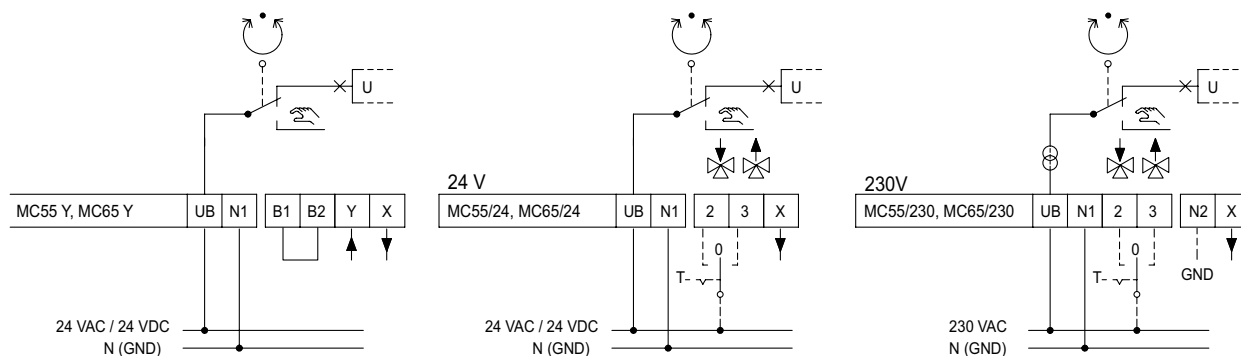 U
MC55 Y, MC65 Y UB N1 B1 B2 Y X
24 VAC / 24 VDC
N (GND)
U
24 V
MC55/24, MC65/24 UB N1 2 3 X
0
T
24 VAC / 24 VDC
N (GND)
U
230V
MC55/230, MC65/230 UB N1 2 3 N2 X
0
T
GND
230 VAC
N (GND)